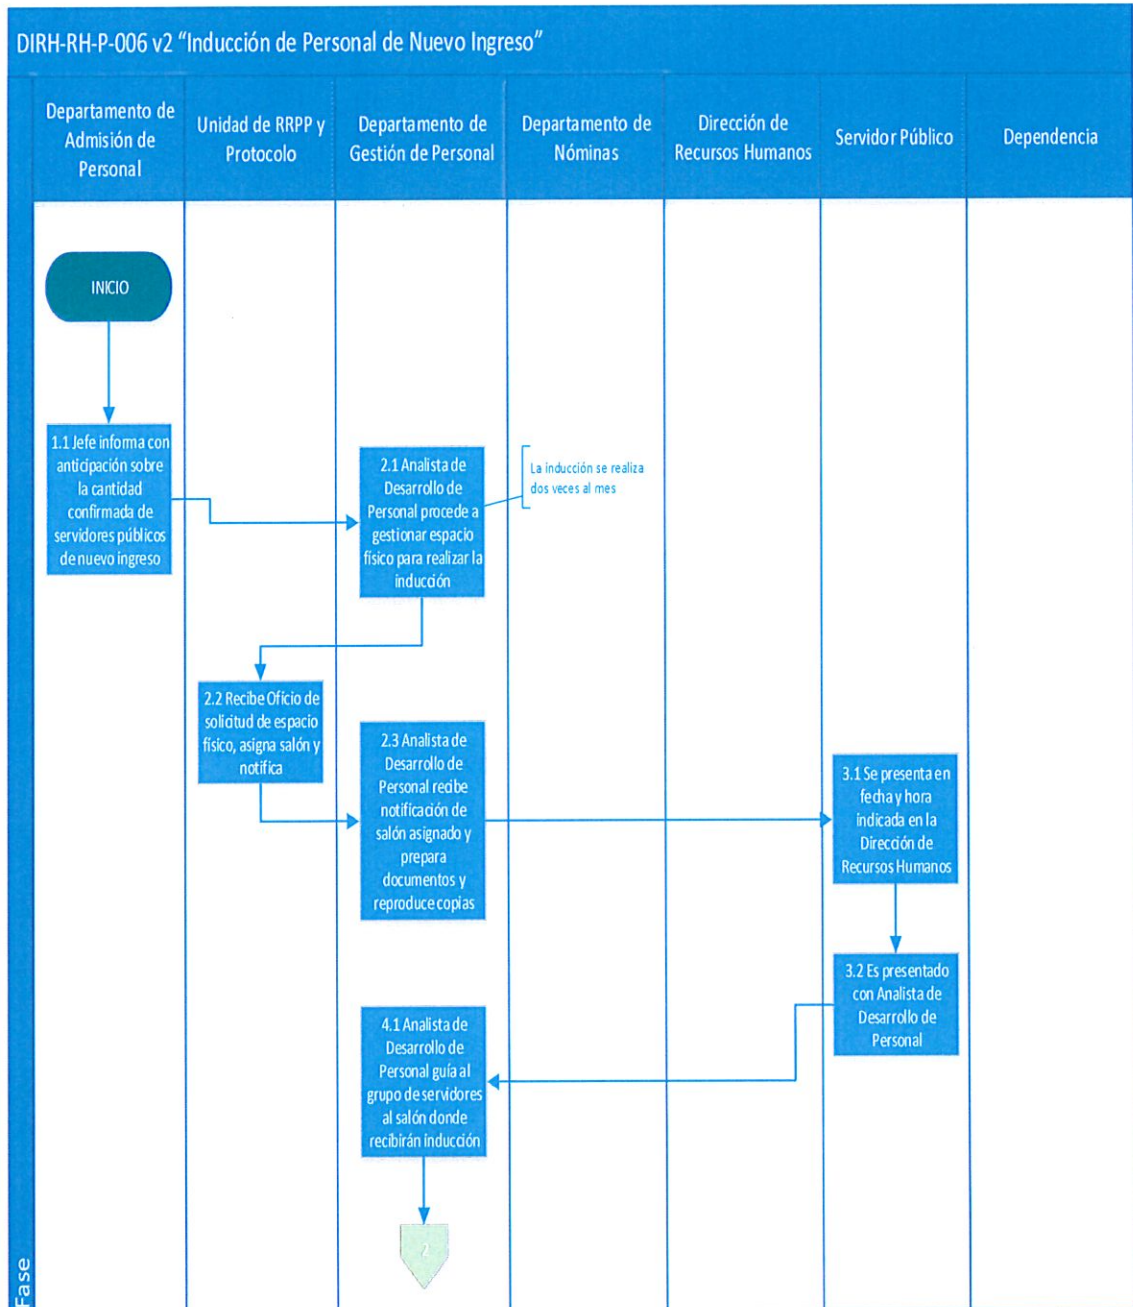 DIRH-RH-P-006 v2 “Inducción de Personal de Nuevo Ingreso”
Departamento de
Admisión de
Personal
Unidad de RRPP y
Protocolo
Departamento de
Gestión de Personal
Departamento de
Nóminas
Dirección de
Recursos Humanos
Servidor Público
Dependencia
INICIO
1.1 Jefe informa con
anticipación sobre
la cantidad
confirmada de
servidores públicos
de nuevo ingreso
2.1 Analista de
Desarrollo de
Personal procede a
gestionar espacio
físico para realizar la
inducción
La inducción se realiza
dos veces al mes
2.2 Recibe Oficio de
solicitud de espacio
físico, asigna salón y
notifica
2.3 Analista de
Desarrollo de
Personal recibe
notificación de
salón asignado y
prepara
documentos y
reproduce copias
3.1 Se presenta en
fecha y hora
indicada en la
Dirección de
Recursos Humanos
3.2 Es presentado
con Analista de
Desarrollo de
Personal
4.1 Analista de
Desarrollo de
Personal guía al
grupo de servidores
al salón donde
recibirán inducción
2
Fase